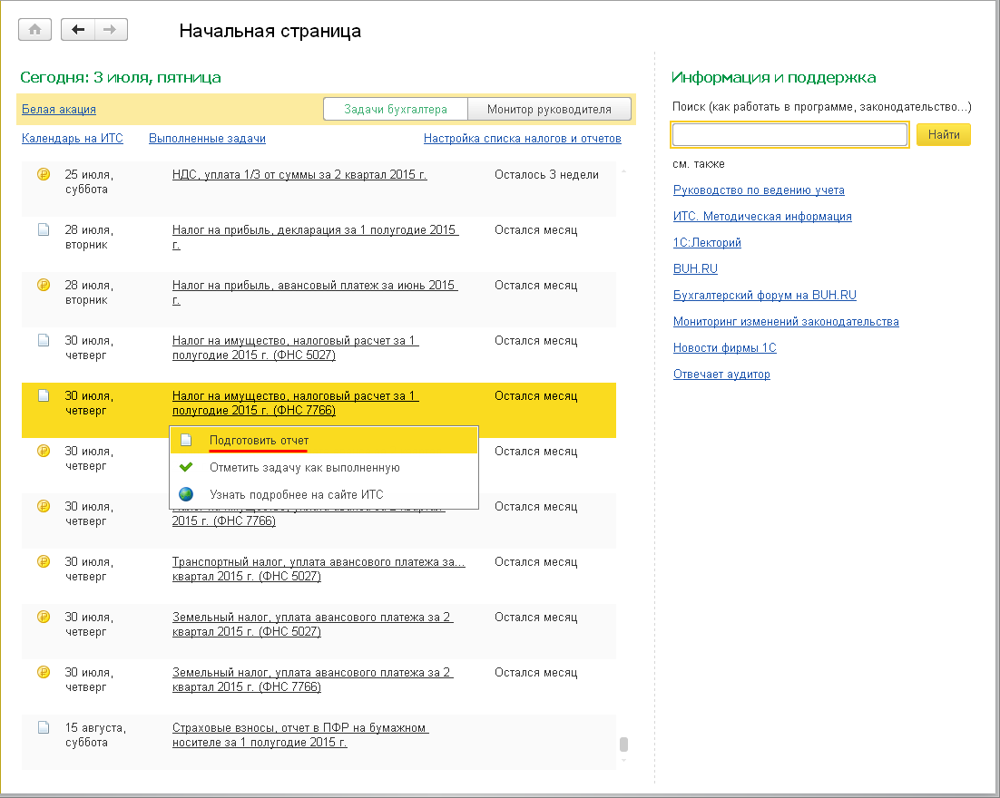 Начальная страница
Сегодня: 3 июля, пятница
Белая акация
Задачи бухгалтера
Монитор руководителя
Календарь на ИТС
Выполненные задачи
Настройка списка налогов и отчетов
25 июля,
суббота
НДС, уплата 1/3 от суммы за 2 квартал 2015 г.
Осталось 3 недели
28 июля,
вторник
Налог на прибыль, декларация за 1 полугодие 2015
г.
Остался месяц
28 июля,
вторник
Налог на прибыль, авансовый платеж за июнь 2015
г.
Остался месяц
30 июля,
четверг
Налог на имущество, налоговый расчет за 1
полугодие 2015 г. (ФНС 5027)
Остался месяц
30 июля,
четверг
Налог на имущество, налоговый расчет за 1
полугодие 2015 г. (ФНС 7766)
Остался месяц
Подготовить отчет
Отметить задачу как выполненную
Узнать подробнее на сайте ИТС
30 июля,
четверг
Остался месяц
30 июля,
четверг
2015 г. (ФНС 7766)
Остался месяц
30 июля,
четверг
Транспортный налог, уплата авансового платежа за...
квартал 2015 г. (ФНС 5027)
Остался месяц
30 июля,
четверг
Земельный налог, уплата авансового платежа за 2
квартал 2015 г. (ФНС 5027)
Остался месяц
30 июля,
четверг
Земельный налог, уплата авансового платежа за 2
квартал 2015 г. (ФНС 7766)
Остался месяц
15 августа,
суббота
Страховые взносы, отчет в ПФР на бумажном
носителе за 1 полугодие 2015 г.
Информация и поддержка
Поиск (как работать в программе, законодательство...)
Найти
см. также
Руководство по ведению учета
ИТС. Методическая информация
1С:Лекторий
BUH.RU
Бухгалтерский форум на BUH.RU
Мониторинг изменений законодательства
Новости фирмы 1С
Отвечает аудитор